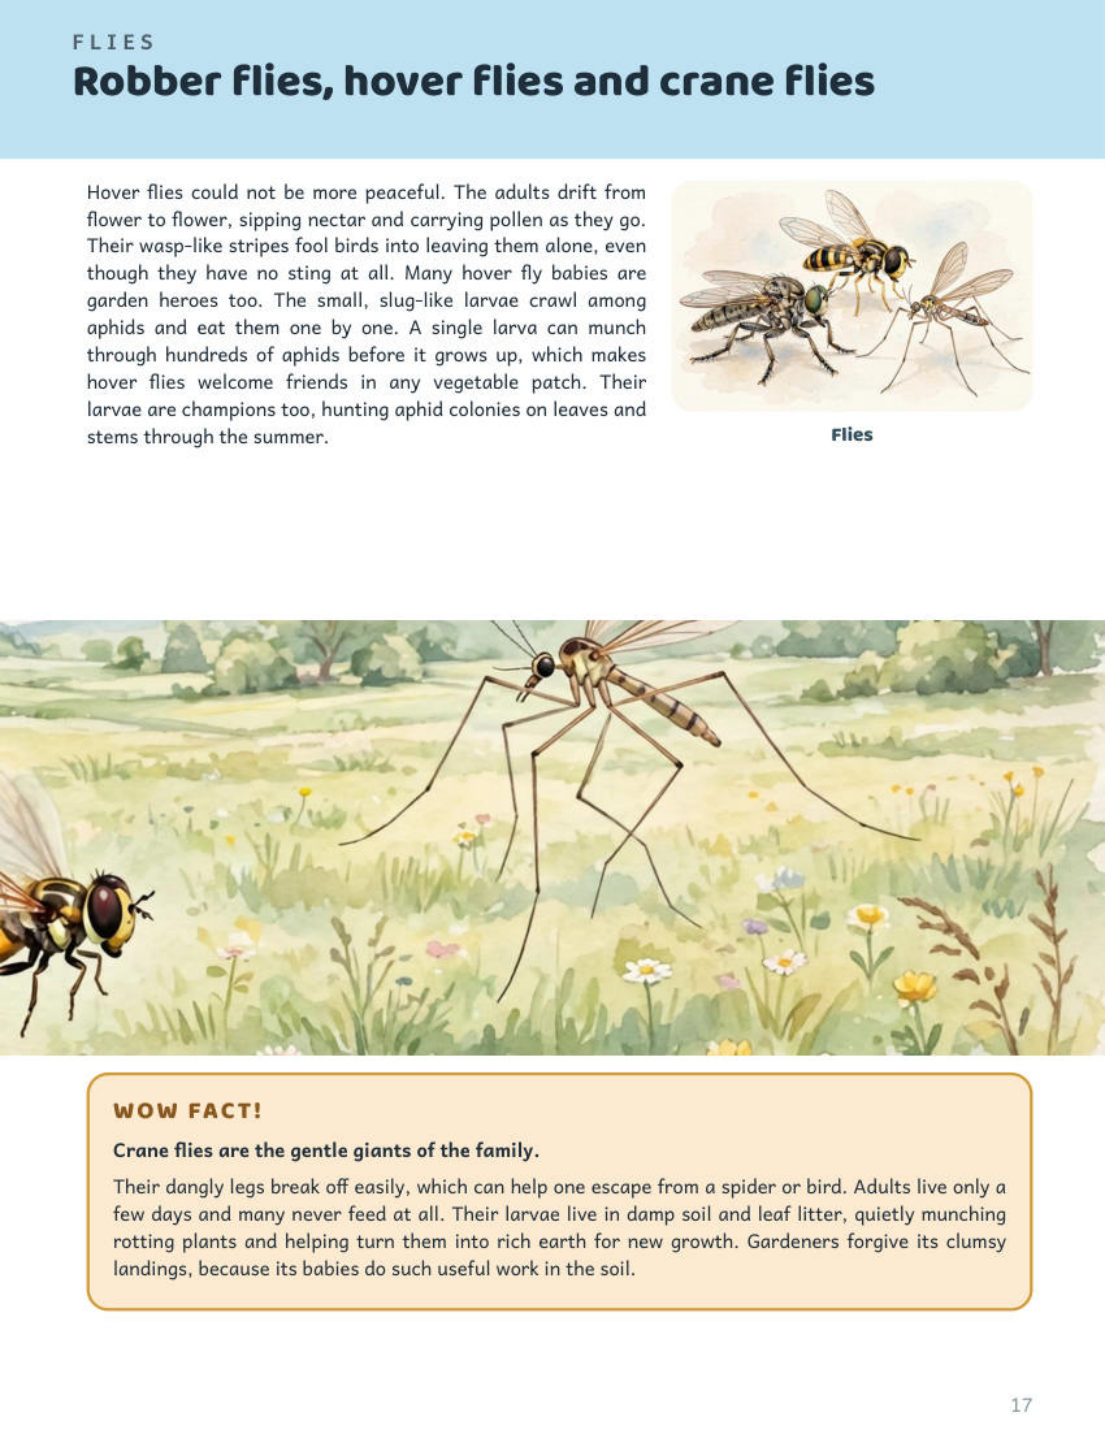 FLIES
Robber flies, hover flies and crane flies
Hover flies could not be more peaceful. The adults drift from
flower to flower, sipping nectar and carrying pollen as they go.
Their wasp-like stripes fool birds into leaving them alone, even
though they have no sting at all. Many hover fly babies are
garden heroes too. The small, slug-like larvae crawl among
aphids and eat them one by one. A single larva can munch
through hundreds of aphids before it grows up, which makes
hover flies welcome friends in any vegetable patch. Their
larvae are champions too, hunting aphid colonies on leaves and
stems through the summer.
Flies
WOW FACT!
Crane flies are the gentle giants of the family.
Their dangly legs break off easily, which can help one escape from a spider or bird. Adults live only a
few days and many never feed at all. Their larvae live in damp soil and leaf litter, quietly munching
rotting plants and helping turn them into rich earth for new growth. Gardeners forgive its clumsy
landings, because its babies do such useful work in the soil.
17